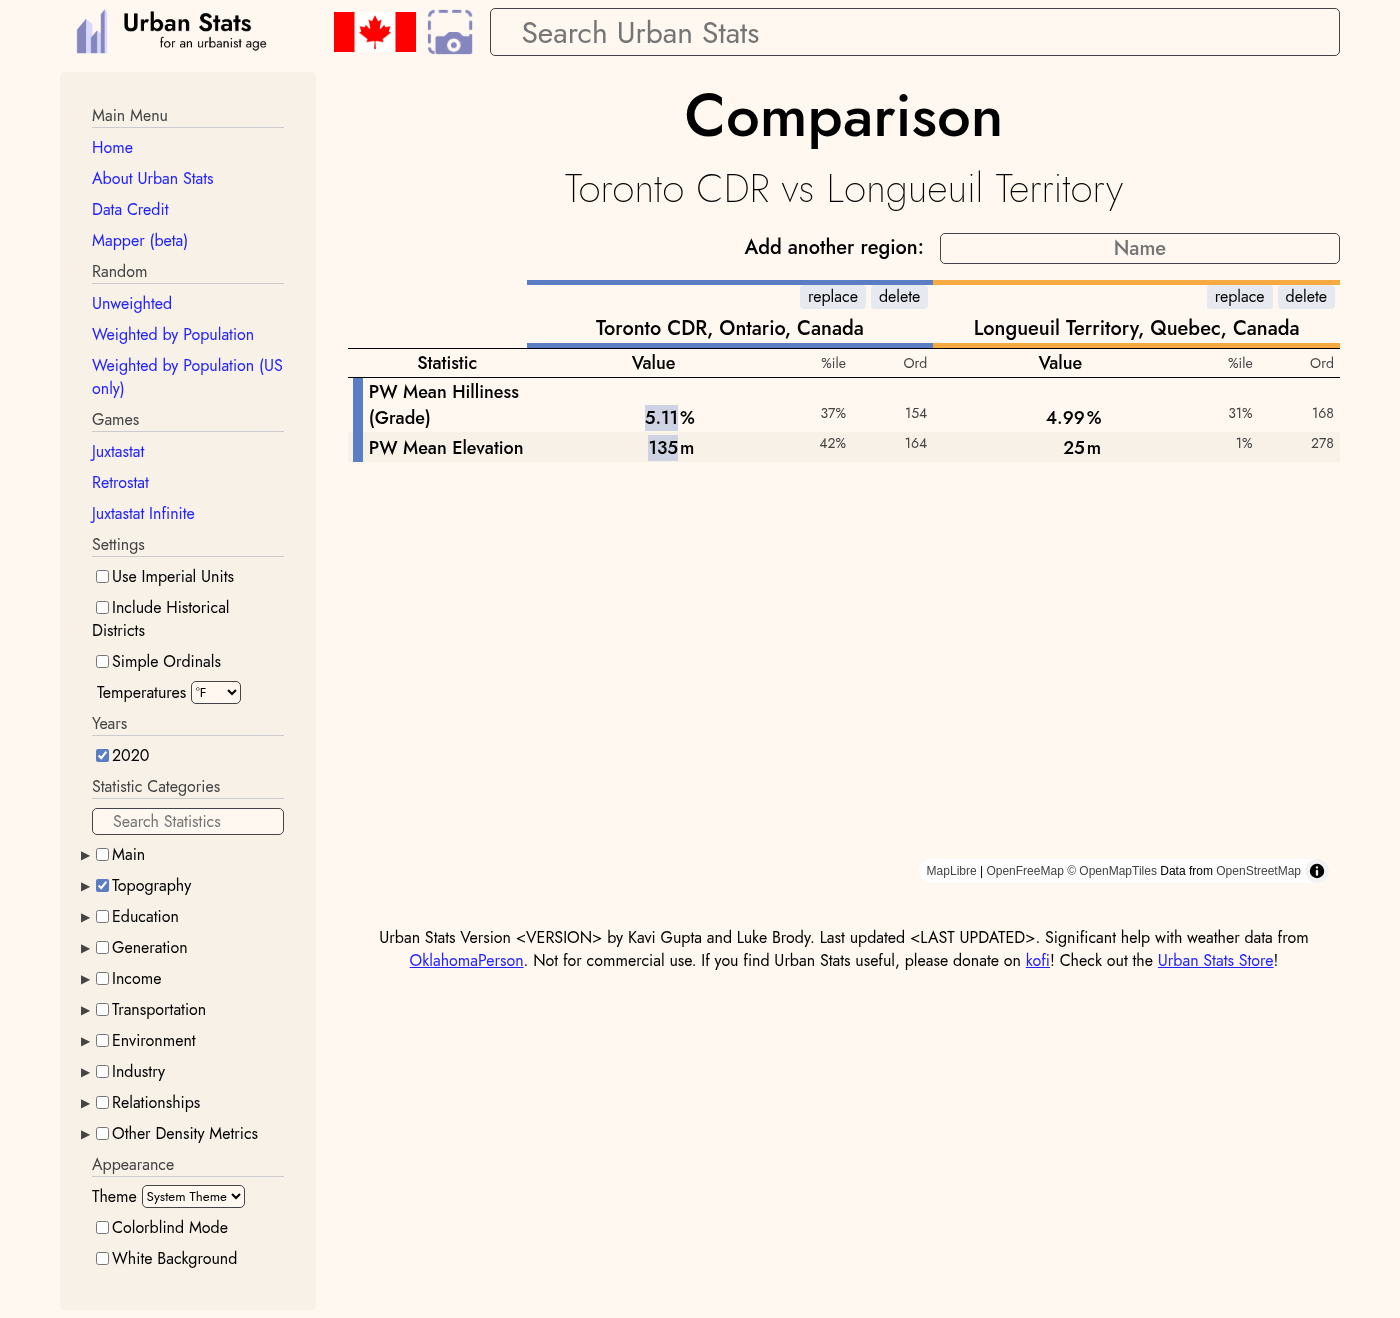 Urban Stats
for an urbanist age
Search Urban Stats
Main Menu
Home
About Urban Stats
Data Credit
Mapper (beta)
Random
Unweighted
Weighted by Population
Weighted by Population (US
only)
Games
Juxtastat
Retrostat
Juxtastat Infinite
Settings
Use Imperial Units
Include Historical
Districts
Simple Ordinals
Temperatures °F
Years
2020
Statistic Categories
Search Statistics
Main
Topography
Education
Generation
Income
Transportation
Environment
Industry
Relationships
Other Density Metrics
Appearance
Theme System Theme
Colorblind Mode
White Background
Comparison
Toronto CDR vs Longueuil Territory
Add another region: Name
replace delete replace delete
Toronto CDR, Ontario, Canada Longueuil Territory, Quebec, Canada
Statistic Value %ile Ord Value %ile Ord
PW Mean Hilliness
(Grade) 5.11% 37% 154 4.99% 31% 168
PW Mean Elevation 135m 42% 164 25m 1% 278
MapLibre | OpenFreeMap © OpenMapTiles Data from OpenStreetMap
Urban Stats Version <VERSION> by Kavi Gupta and Luke Brody. Last updated <LAST UPDATED>. Significant help with weather data from
OklahomaPerson. Not for commercial use. If you find Urban Stats useful, please donate on kofi! Check out the Urban Stats Store!